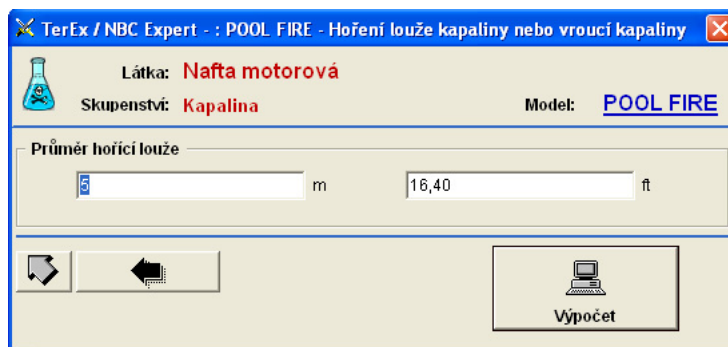 TerEx / NBC Expert - : POOL FIRE - Hoření louže kapaliny nebo vroucí kapaliny
Látka: Nafta motorová
Skupenství: Kapalina Model: POOL FIRE
Průměr hořící louže
5 m 16,40 ft
Výpočet